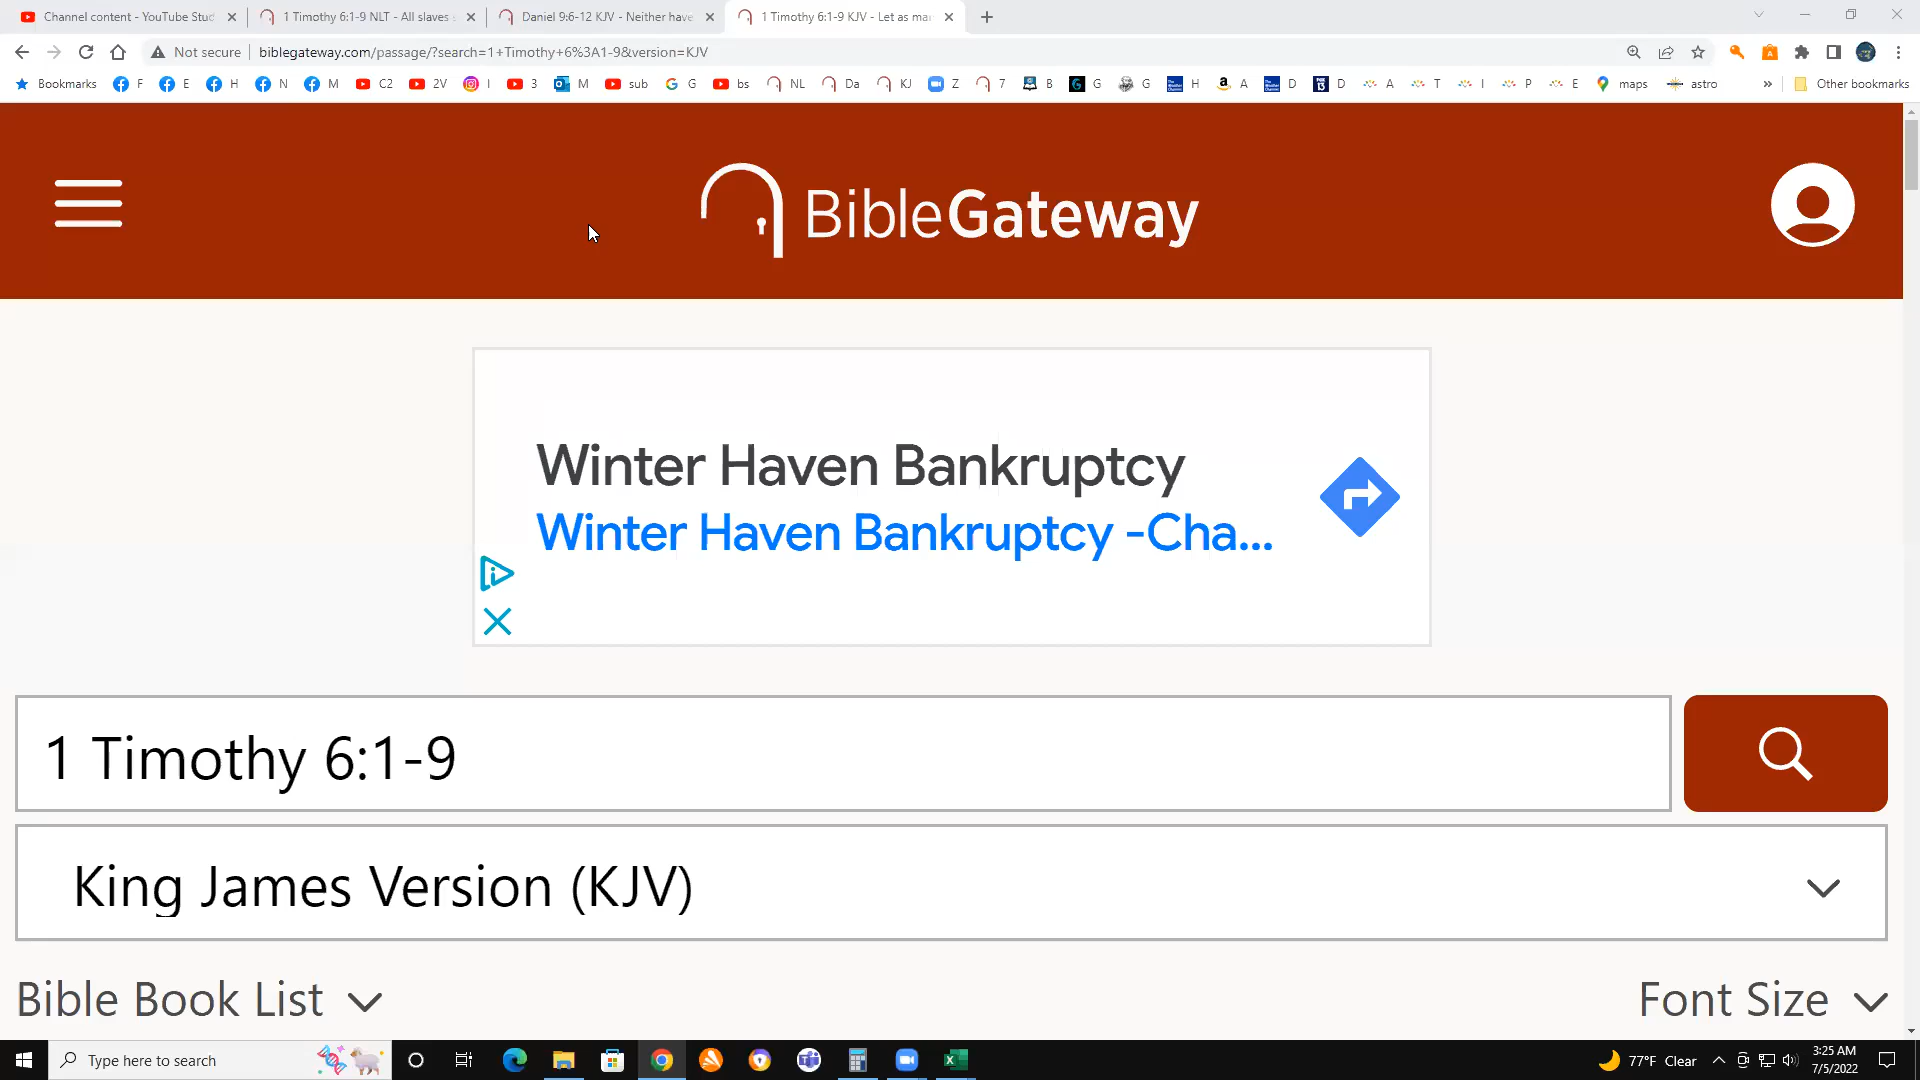 Channel content - YouTube Stud
1 Timothy 6:1-9 NLT - All slaves s
Daniel 9:6-12 KJV - Neither have
1 Timothy 6:1-9 KJV - Let as ma
Not secure
biblegateway.com/passage/?search=1+Timothy+6%3A1-9&version=KJV
Bookmarks F E H N M C2 2V I 3 M sub G bs NL Da KJ Z 7 B G G H A D D A T I P E maps astro » Other bookmarks
BibleGateway
Winter Haven Bankruptcy
Winter Haven Bankruptcy -Cha...
1 Timothy 6:1-9
King James Version (KJV)
Bible Book List
Font Size
Type here to search
77°F Clear
3:25 AM
7/5/2022